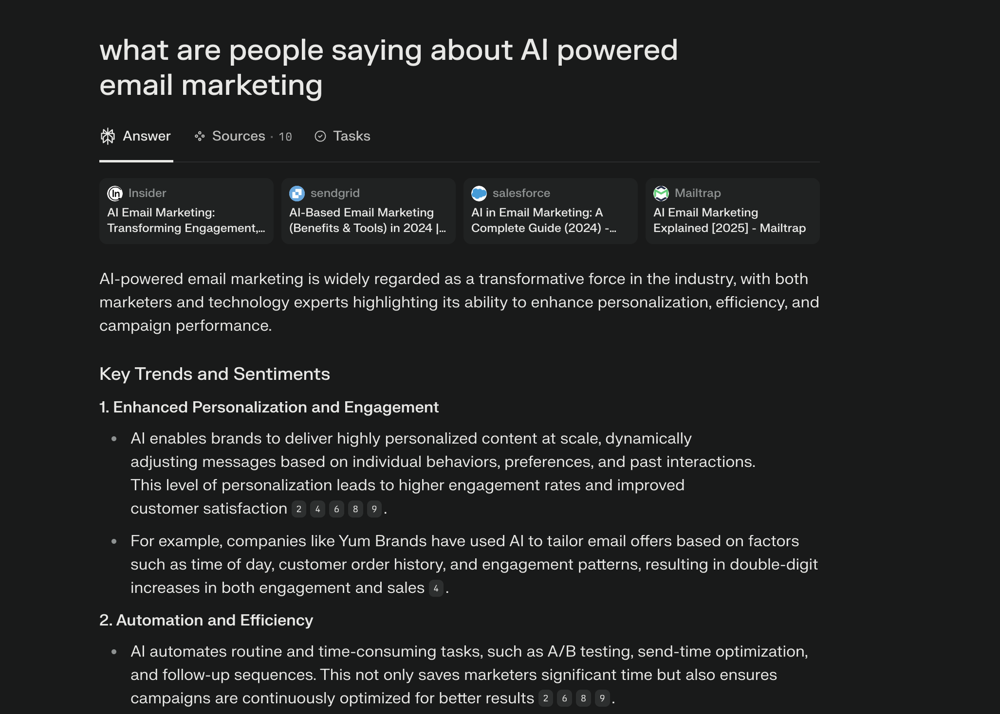 what are people saying about AI powered
email marketing
Answer
Sources · 10
Tasks
In Insider
AI Email Marketing:
Transforming Engagement,...
sendgrid
AI-Based Email Marketing
(Benefits & Tools) in 2024 |...
salesforce
AI in Email Marketing: A
Complete Guide (2024) -...
Mailtrap
AI Email Marketing
Explained [2025] - Mailtrap
AI-powered email marketing is widely regarded as a transformative force in the industry, with both
marketers and technology experts highlighting its ability to enhance personalization, efficiency, and
campaign performance.
Key Trends and Sentiments
1. Enhanced Personalization and Engagement
• AI enables brands to deliver highly personalized content at scale, dynamically
adjusting messages based on individual behaviors, preferences, and past interactions.
This level of personalization leads to higher engagement rates and improved
customer satisfaction 2 4 6 8 9 .
• For example, companies like Yum Brands have used AI to tailor email offers based on factors
such as time of day, customer order history, and engagement patterns, resulting in double-digit
increases in both engagement and sales 4 .
2. Automation and Efficiency
• AI automates routine and time-consuming tasks, such as A/B testing, send-time optimization,
and follow-up sequences. This not only saves marketers significant time but also ensures
campaigns are continuously optimized for better results 2 6 8 9 .